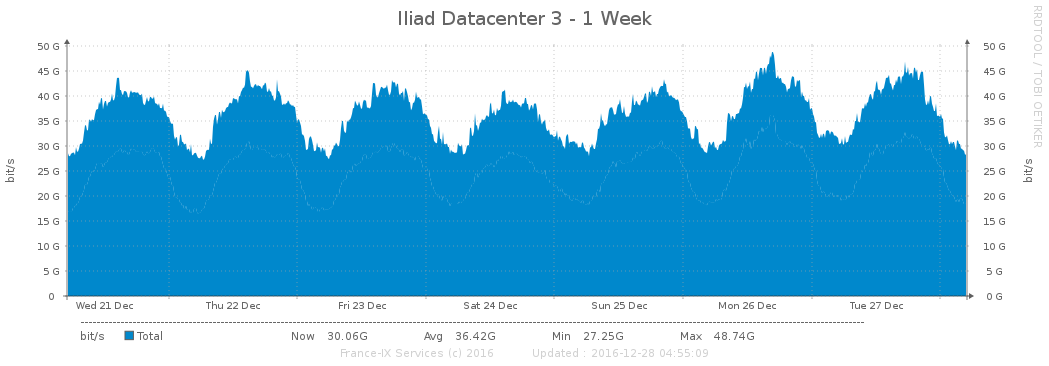 Iliad Datacenter 3 - 1 Week
RRDTOOL / TOBI OETIKER
50 G 50 G
45 G 45 G
40 G 40 G
35 G 35 G
30 G 30 G
25 G 25 G
20 G 20 G
15 G 15 G
10 G 10 G
5 G 5 G
0 0 G
bit/s bit/s
Wed 21 Dec Thu 22 Dec Fri 23 Dec Sat 24 Dec Sun 25 Dec Mon 26 Dec Tue 27 Dec
bit/s Total Now 30.06G Avg 36.42G Min 27.25G Max 48.74G
France-IX Services (c) 2016 Updated : 2016-12-28 04:55:09